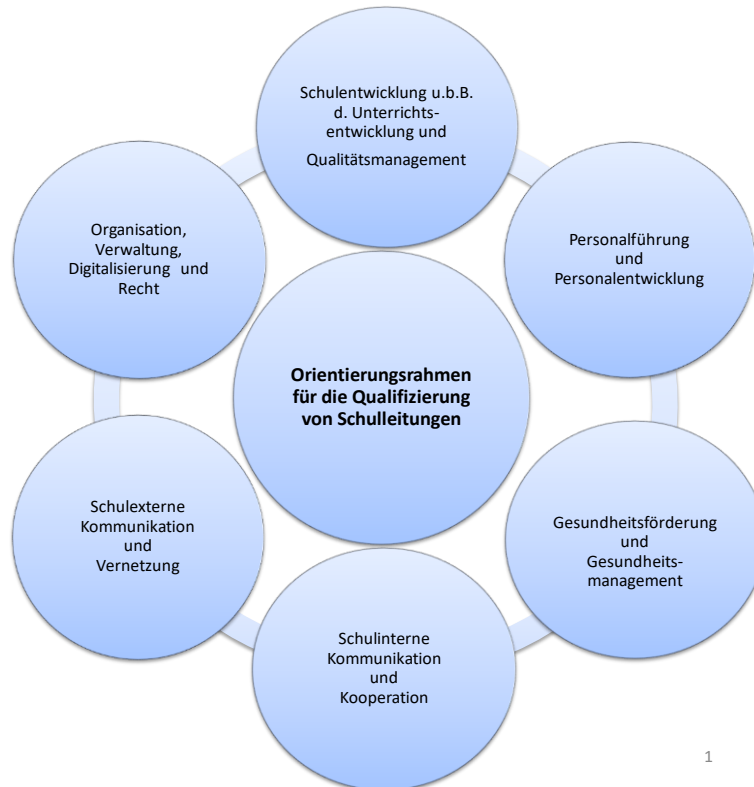 Schulentwicklung u.b.B.
d. Unterrichts-
entwicklung und
Qualitätsmanagement
Personalführung
und
Personalentwicklung
Gesundheitsförderung
und
Gesundheits-
management
Schulinterne
Kommunikation
und
Kooperation
Schulexterne
Kommunikation
und
Vernetzung
Organisation,
Verwaltung,
Digitalisierung und
Recht
Orientierungsrahmen
für die Qualifizierung
von Schulleitungen
1